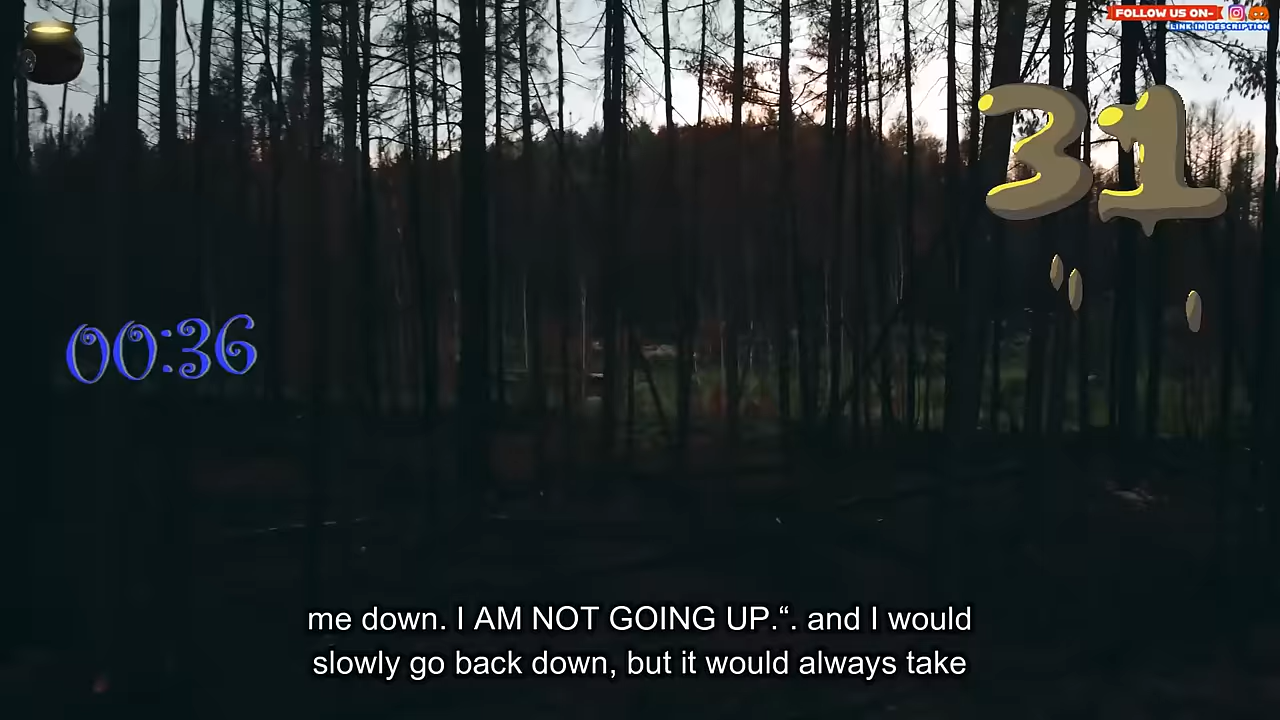 FOLLOW US ON-
LINK IN DESCRIPTION
31
00:36
me down. I AM NOT GOING UP.“. and I would
slowly go back down, but it would always take